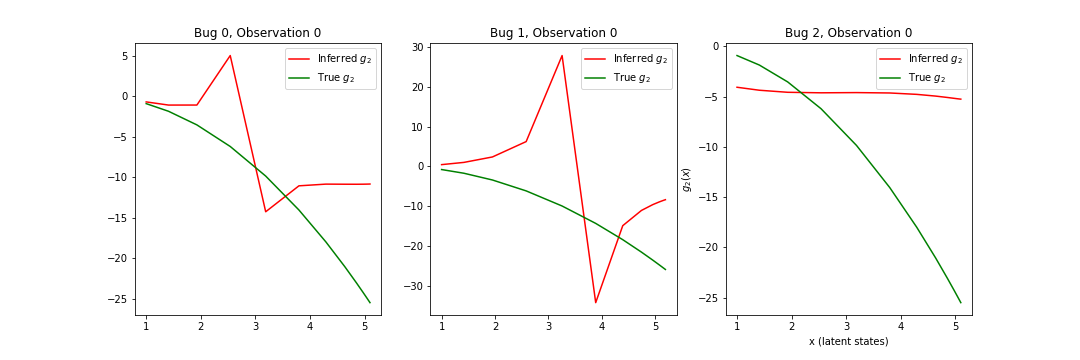 Bug 0, Observation 0
Inferred g₂
True g₂
5
0
−5
−10
−15
−20
−25
1 2 3 4 5
Bug 1, Observation 0
Inferred g₂
True g₂
30
20
10
0
−10
−20
−30
1 2 3 4 5
Bug 2, Observation 0
Inferred g₂
True g₂
g₂(x)
0
−5
−10
−15
−20
−25
1 2 3 4 5
x (latent states)